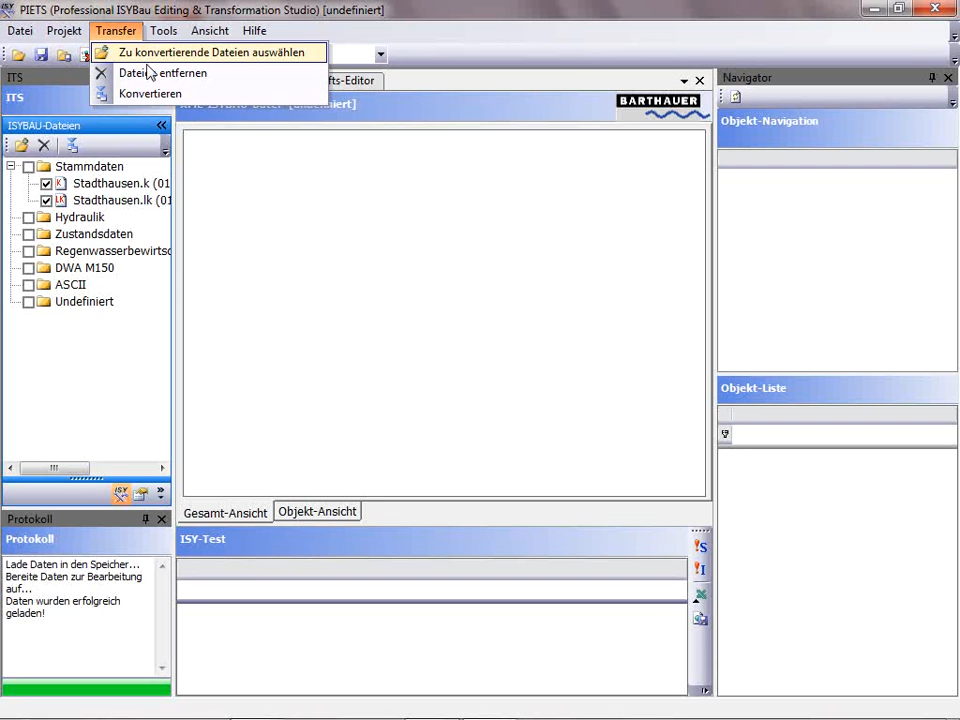 PIETS (Professional ISYBau Editing & Transformation Studio) [undefiniert]
Datei Projekt Transfer Tools Ansicht Hilfe
Zu konvertierende Dateien auswählen
entfernen
Konvertieren
ITS
ITS
ISYBAU-Dateien
Stammdaten
Stadthausen.k (01
Stadthausen.lk (01
Hydraulik
Zustandsdaten
Regenwasserbewirtsc
DWA M150
ASCII
Undefiniert
ISY
Protokoll
Protokoll
Lade Daten in den Speicher...
Bereite Daten zur Bearbeitung
auf...
Daten wurden erfolgreich
geladen!
fts-Editor
BARTHAUER
Gesamt-Ansicht Objekt-Ansicht
ISY-Test
!S
!I
Navigator
Objekt-Navigation
Objekt-Liste